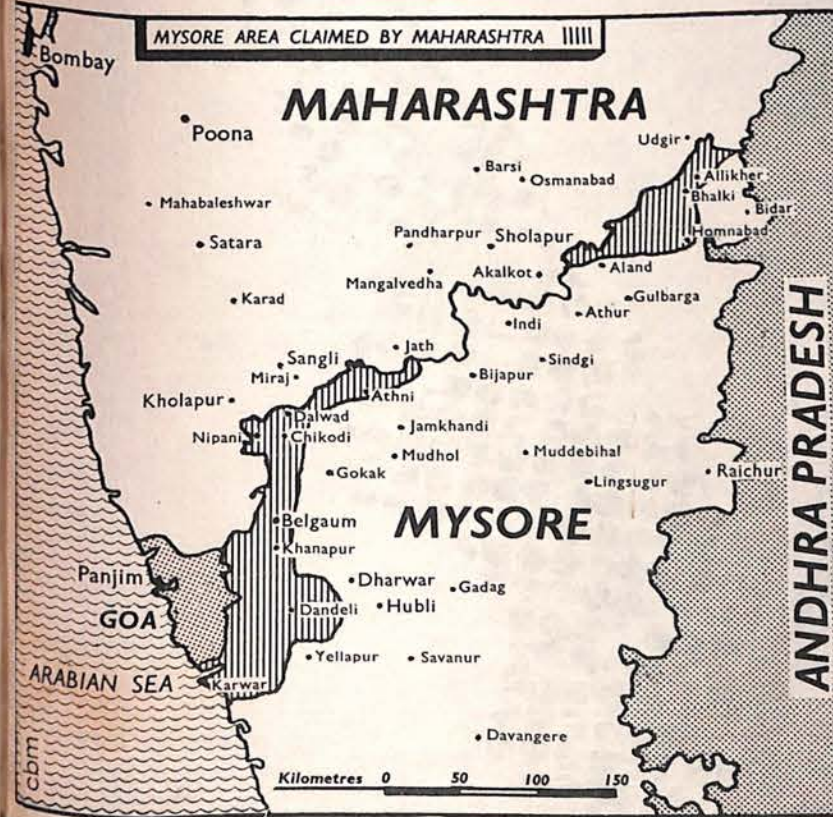 MYSORE AREA CLAIMED BY MAHARASHTRA
Bombay
MAHARASHTRA
Poona
Udgir
Barsi
Osmanabad
Allikher
Bhalki
Bidar
Mahabaleshwar
Satara
Pandharpur
Sholapur
Homnabad
Mangalvedha
Akalkot
Aland
Karad
Gulbarga
Athur
Indi
Jath
Sangli
Miraj
Sindgi
Bijapur
Kholapur
Athni
Dalwad
Nipani
Chikodi
Jamkhandi
Mudhol
Muddebihal
Gokak
Lingsugur
Raichur
Belgaum
MYSORE
Khanapur
Panjim
Dharwar
Gadag
GOA
Dandeli
Hubli
ARABIAN SEA
Karwar
Yellapur
Savanur
Davangere
ANDHRA PRADESH
cbm
Kilometres 0 50 100 150